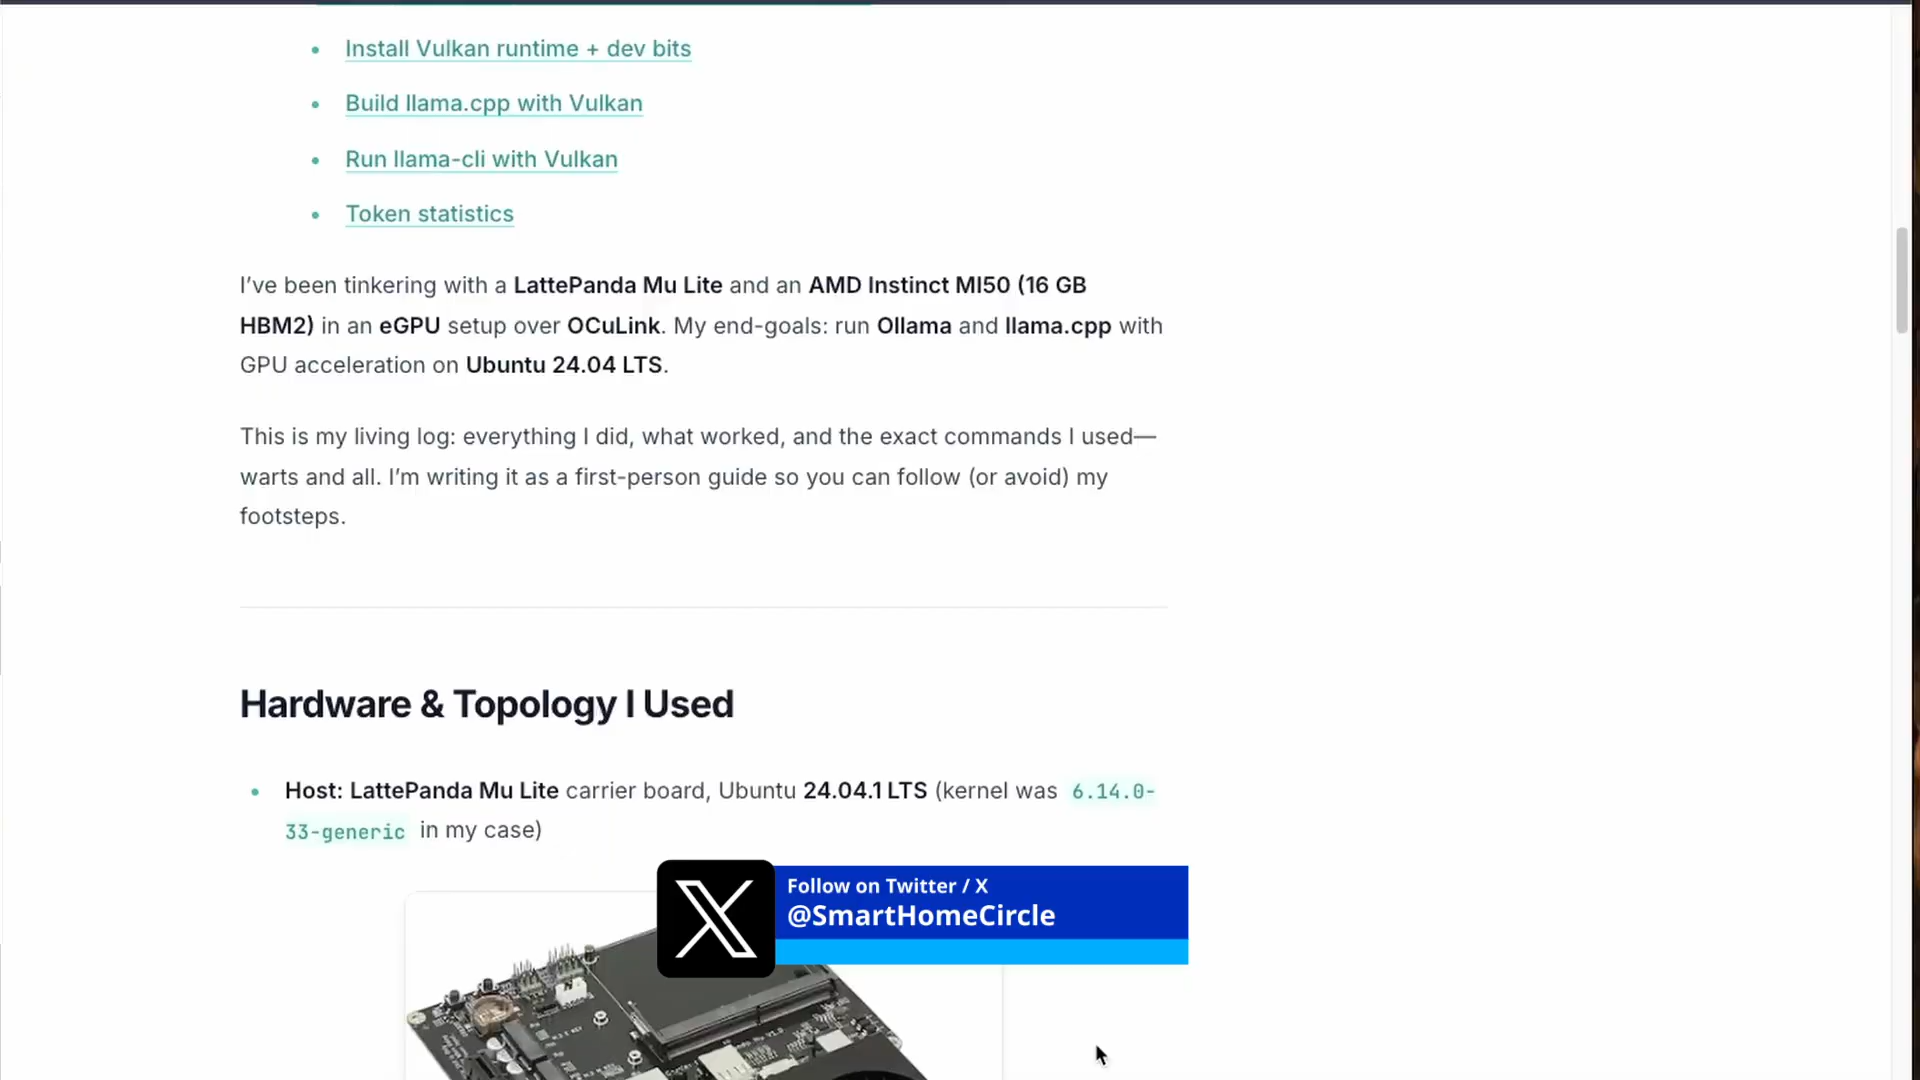 Install Vulkan runtime + dev bits
Build llama.cpp with Vulkan
Run llama-cli with Vulkan
Token statistics
I’ve been tinkering with a LattePanda Mu Lite and an AMD Instinct MI50 (16 GB
HBM2) in an eGPU setup over OCuLink. My end-goals: run Ollama and llama.cpp with
GPU acceleration on Ubuntu 24.04 LTS.
This is my living log: everything I did, what worked, and the exact commands I used—
warts and all. I’m writing it as a first-person guide so you can follow (or avoid) my
footsteps.
Hardware & Topology I Used
Host: LattePanda Mu Lite carrier board, Ubuntu 24.04.1 LTS (kernel was 6.14.0-
33-generic in my case)
Follow on Twitter / X
@SmartHomeCircle